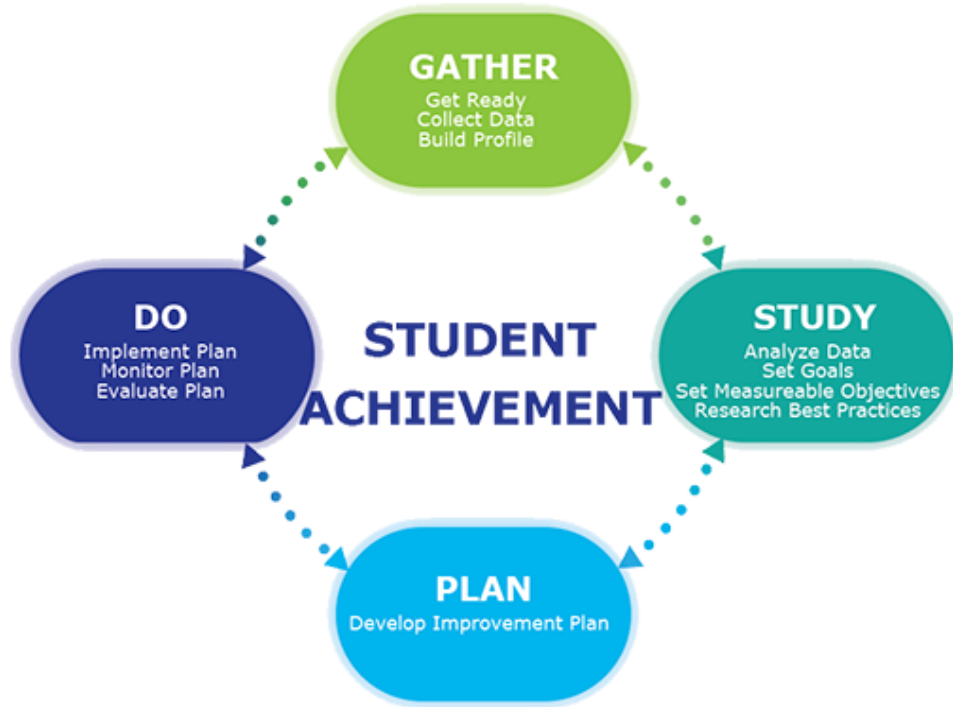 GATHER
Get Ready
Collect Data
Build Profile
DO
Implement Plan
Monitor Plan
Evaluate Plan
STUDENT
ACHIEVEMENT
STUDY
Analyze Data
Set Goals
Set Measureable Objectives
Research Best Practices
PLAN
Develop Improvement Plan